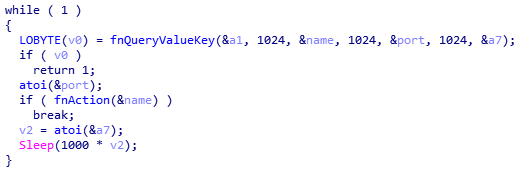 while ( 1 )
{
  LOBYTE(v0) = fnQueryValueKey(&a1, 1024, &name, 1024, &port, 1024, &a7);
  if ( v0 )
    return 1;
  atoi(&port);
  if ( fnAction(&name) )
    break;
  v2 = atoi(&a7);
  Sleep(1000 * v2);
}